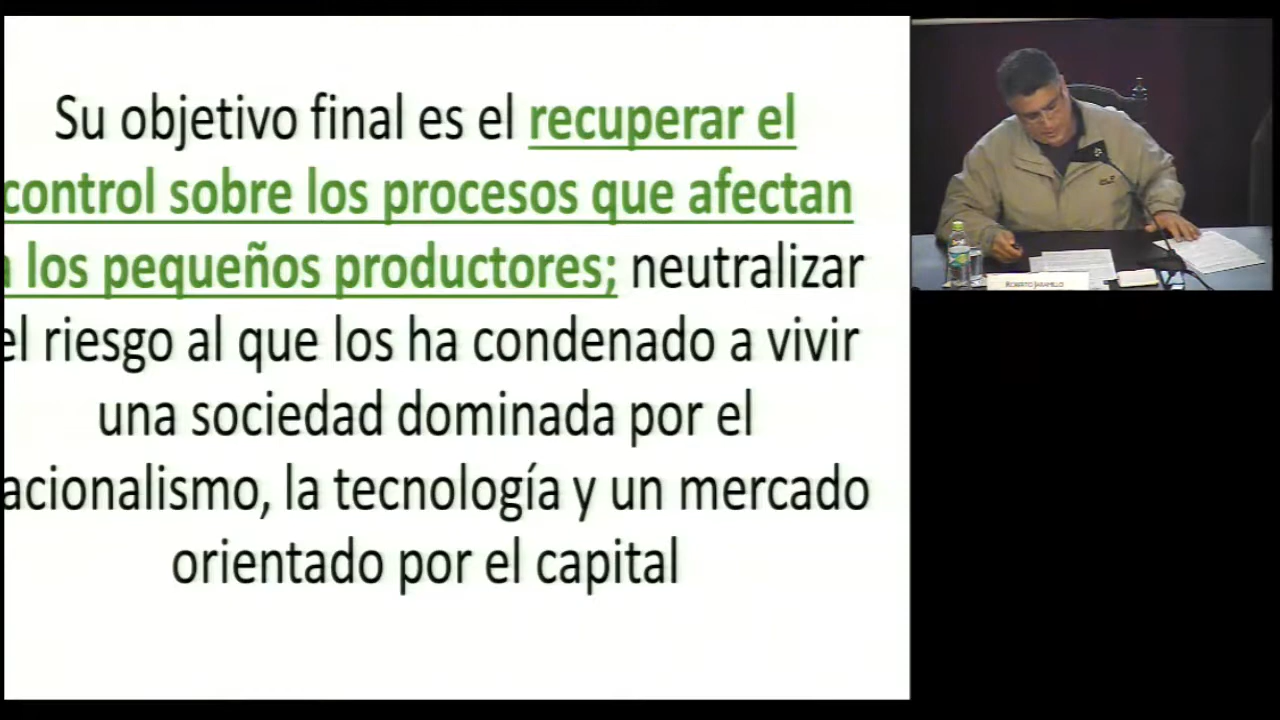 Su objetivo final es el recuperar el
control sobre los procesos que afectan
a los pequeños productores; neutralizar
el riesgo al que los ha condenado a vivir
una sociedad dominada por el
acionalismo, la tecnología y un mercado
orientado por el capital
ROBERTO JARAMILLO